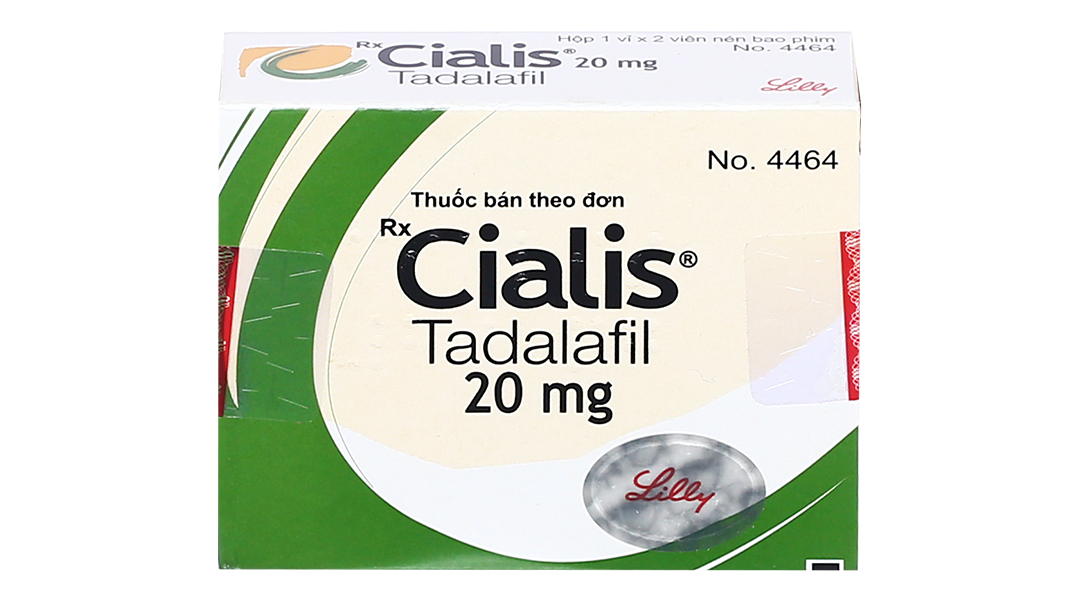 Hộp 1 vỉ x 2 viên nén bao phim
No. 4464
Rx Cialis® 20 mg
Tadalafil
Lilly
No. 4464
Thuốc bán theo đơn
Rx Cialis®
Tadalafil
20 mg
Lilly